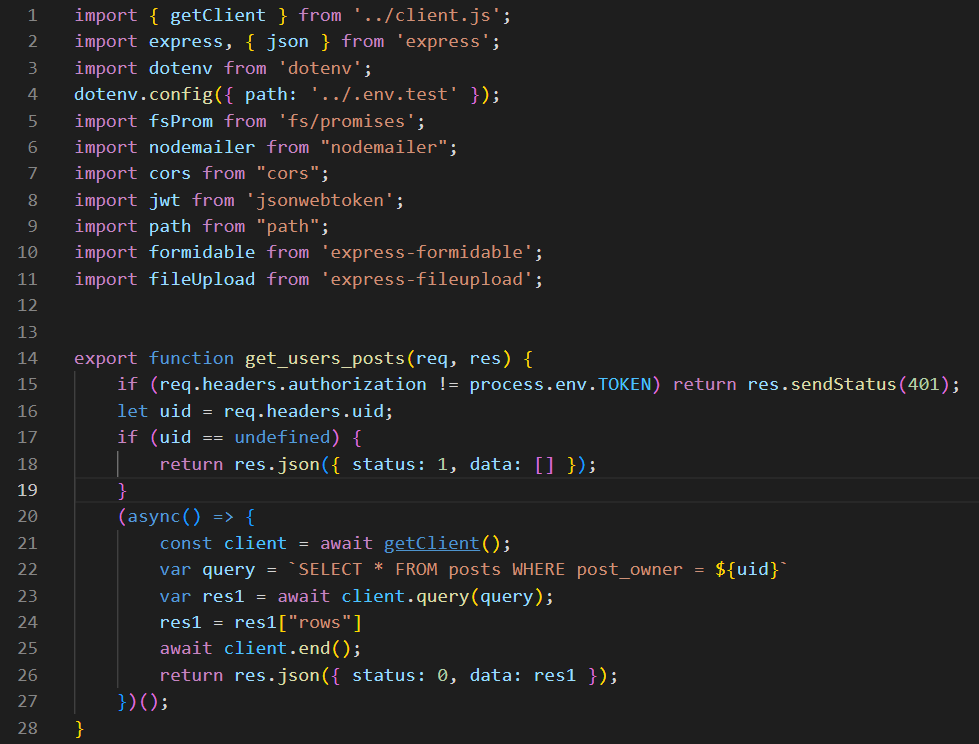 1 import { getClient } from '../client.js';
2 import express, { json } from 'express';
3 import dotenv from 'dotenv';
4 dotenv.config({ path: '../.env.test' });
5 import fsProm from 'fs/promises';
6 import nodemailer from "nodemailer";
7 import cors from "cors";
8 import jwt from 'jsonwebtoken';
9 import path from "path";
10 import formidable from 'express-formidable';
11 import fileUpload from 'express-fileupload';
12
13
14 export function get_users_posts(req, res) {
15     if (req.headers.authorization != process.env.TOKEN) return res.sendStatus(401);
16     let uid = req.headers.uid;
17     if (uid == undefined) {
18         return res.json({ status: 1, data: [] });
19     }
20     (async() => {
21         const client = await getClient();
22         var query = `SELECT * FROM posts WHERE post_owner = ${uid}`
23         var res1 = await client.query(query);
24         res1 = res1["rows"]
25         await client.end();
26         return res.json({ status: 0, data: res1 });
27     })();
28 }